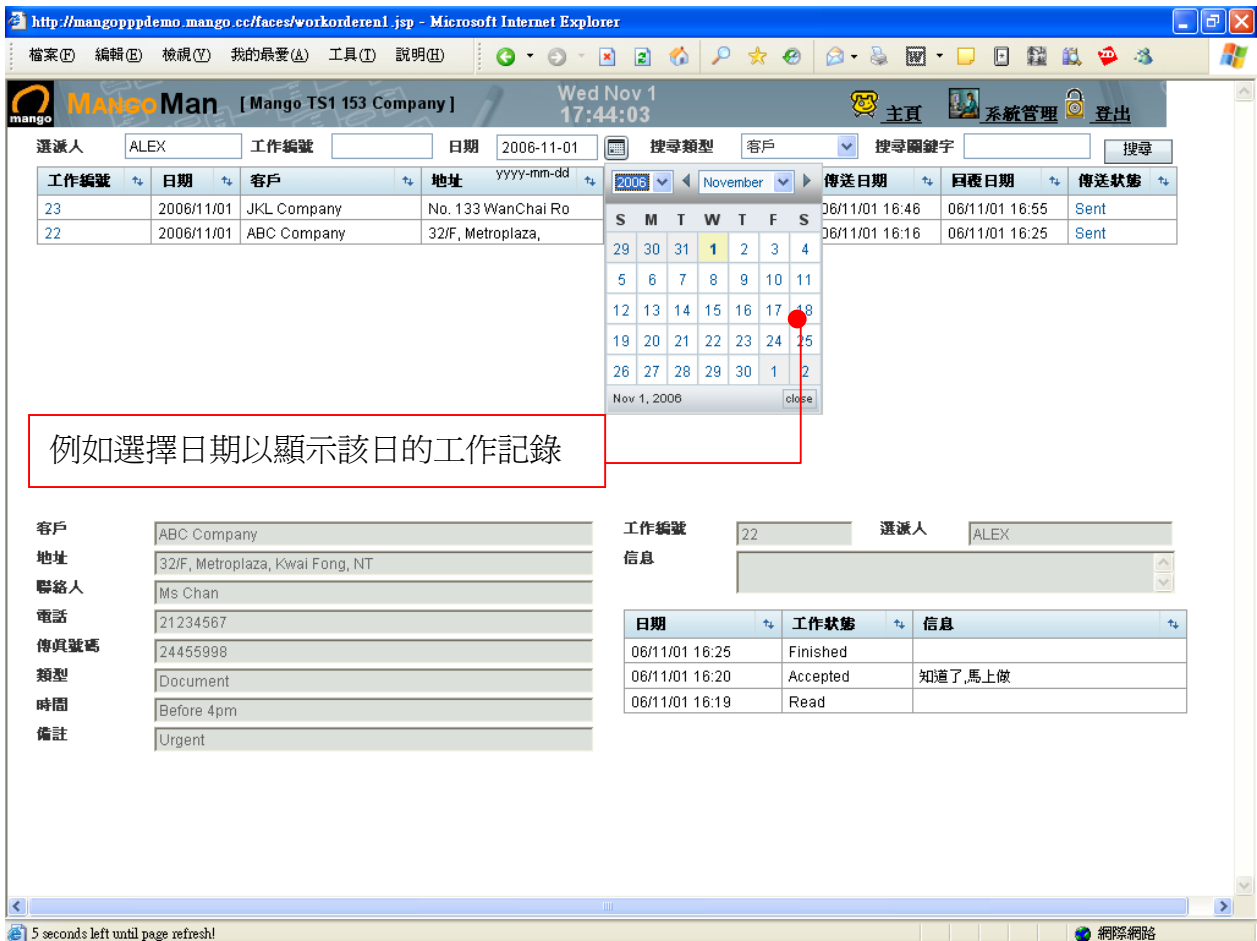 http://mangopppdemo.mango.cc/faces/workorderen1.jsp - Microsoft Internet Explorer
檔案(F) 編輯(E) 檢視(V) 我的最愛(A) 工具(T) 說明(H)
mango MANGO Man [ Mango TS1 153 Company ] Wed Nov 1 17:44:03 主頁 系統管理 登出
選派人 ALEX 工作編號 日期 2006-11-01 搜尋類型 客戶 搜尋關鍵字 搜尋
yyyy-mm-dd
工作編號 日期 客戶 地址 傳送日期 回覆日期 傳送狀態
23 2006/11/01 JKL Company No. 133 WanChai Ro 06/11/01 16:46 06/11/01 16:55 Sent
22 2006/11/01 ABC Company 32/F, Metroplaza, 06/11/01 16:16 06/11/01 16:25 Sent
2006 November
S M T W T F S
29 30 31 1 2 3 4
5 6 7 8 9 10 11
12 13 14 15 16 17 18
19 20 21 22 23 24 25
26 27 28 29 30 1 2
Nov 1, 2006 close
例如選擇日期以顯示該日的工作記錄
客戶 ABC Company
地址 32/F, Metroplaza, Kwai Fong, NT
聯絡人 Ms Chan
電話 21234567
傳真號碼 24455998
類型 Document
時間 Before 4pm
備註 Urgent
工作編號 22 選派人 ALEX
信息
日期 工作狀態 信息
06/11/01 16:25 Finished
06/11/01 16:20 Accepted 知道了,馬上做
06/11/01 16:19 Read
5 seconds left until page refresh! 網際網路